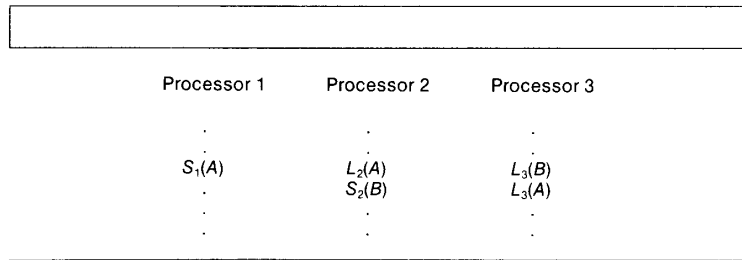 Processor 1 Processor 2 Processor 3
. . .
. . .
S₁(A) L₂(A) L₃(B)
. S₂(B) L₃(A)
. . .
. . .